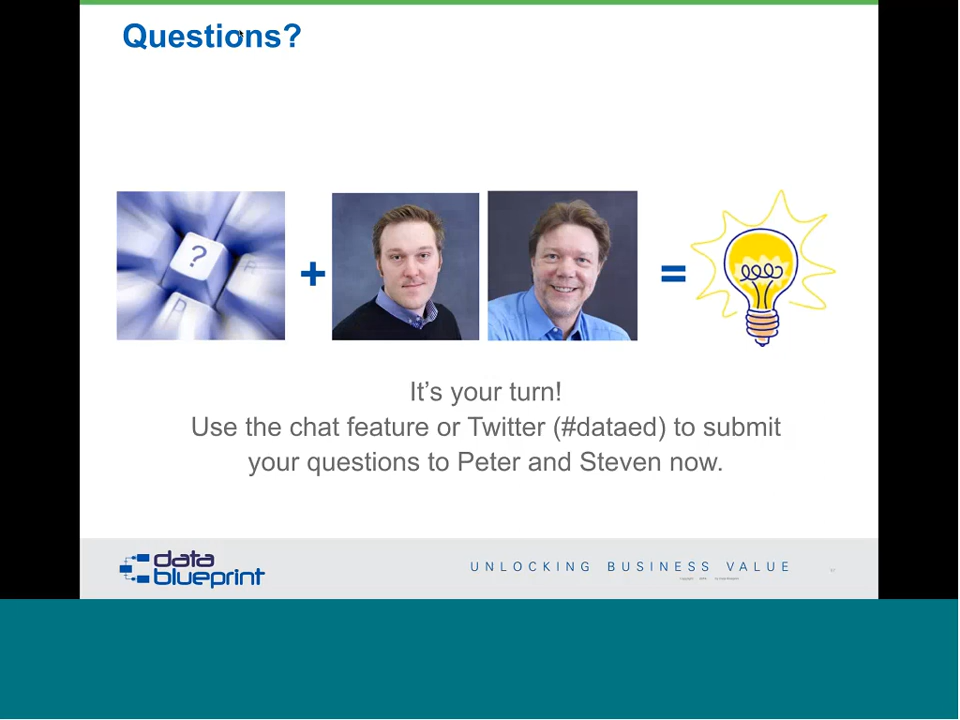 Questions?
?
+
=
It's your turn!
Use the chat feature or Twitter (#dataed) to submit
your questions to Peter and Steven now.
data
blueprint
UNLOCKING BUSINESS VALUE